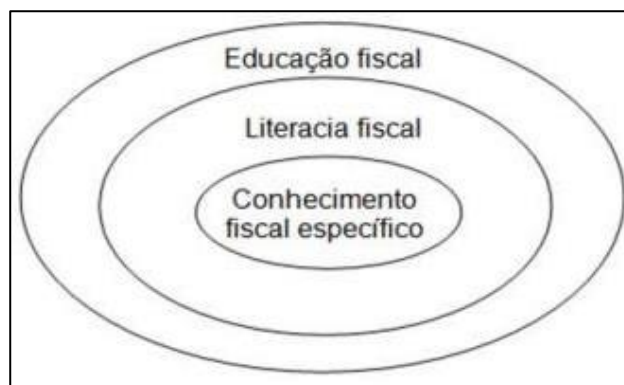 Educação fiscal
Literacia fiscal
Conhecimento
fiscal específico